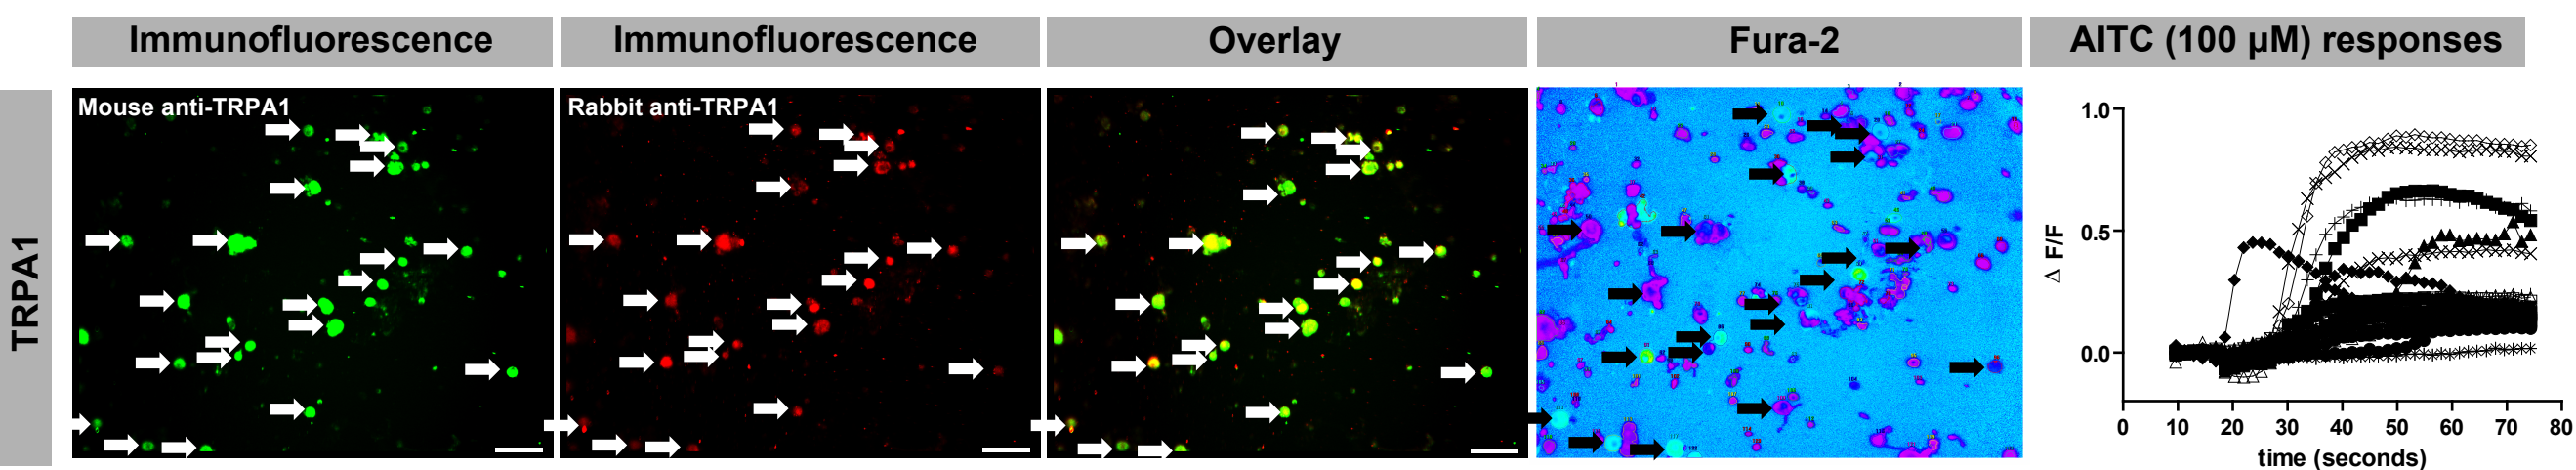 Immunofluorescence
Immunofluorescence
Overlay
Fura-2
AITC (100 µM) responses
TRPA1
Mouse anti-TRPA1
Rabbit anti-TRPA1
1.0
0.5
0.0
Δ F/F
0 10 20 30 40 50 60 70 80
time (seconds)